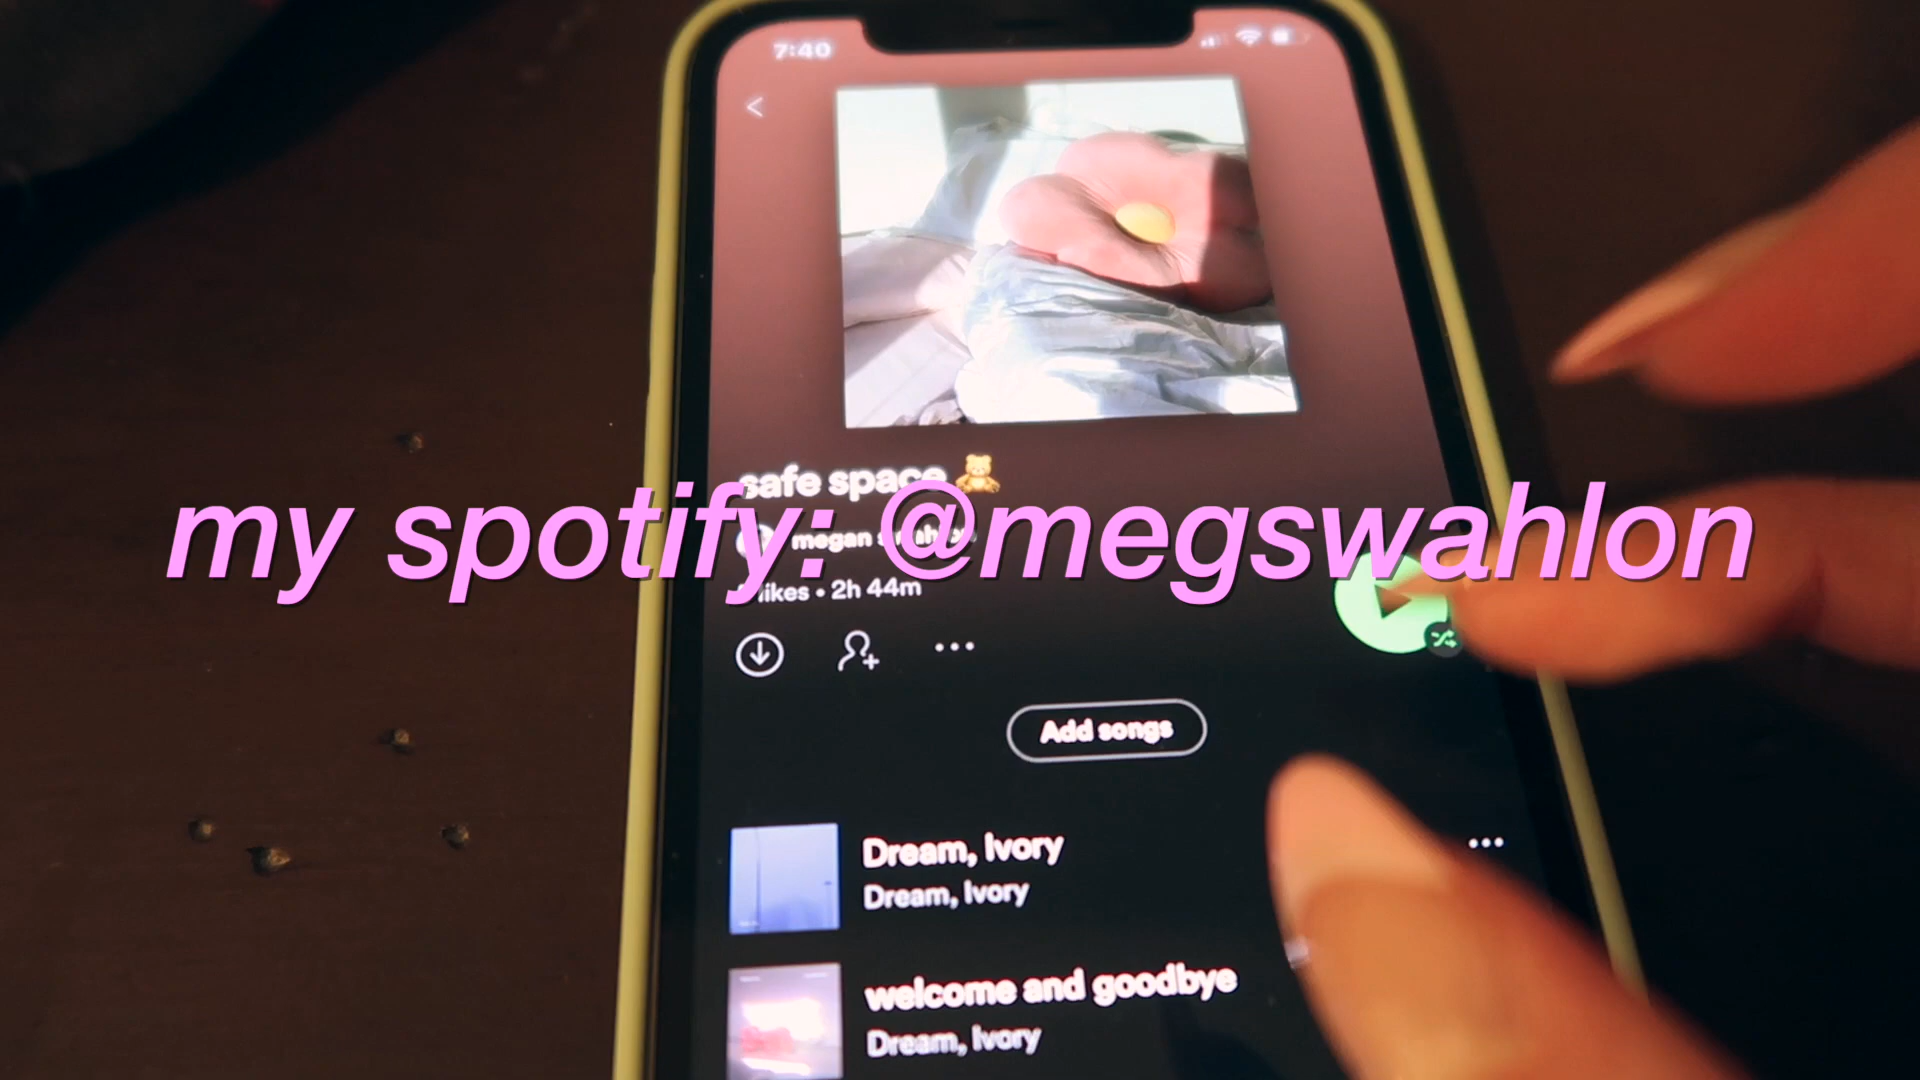 7:40
safe space
my spotify: @megswahlon
megan
likes • 2h 44m
Add songs
Dream, Ivory
Dream, Ivory
welcome and goodbye
Dream, Ivory